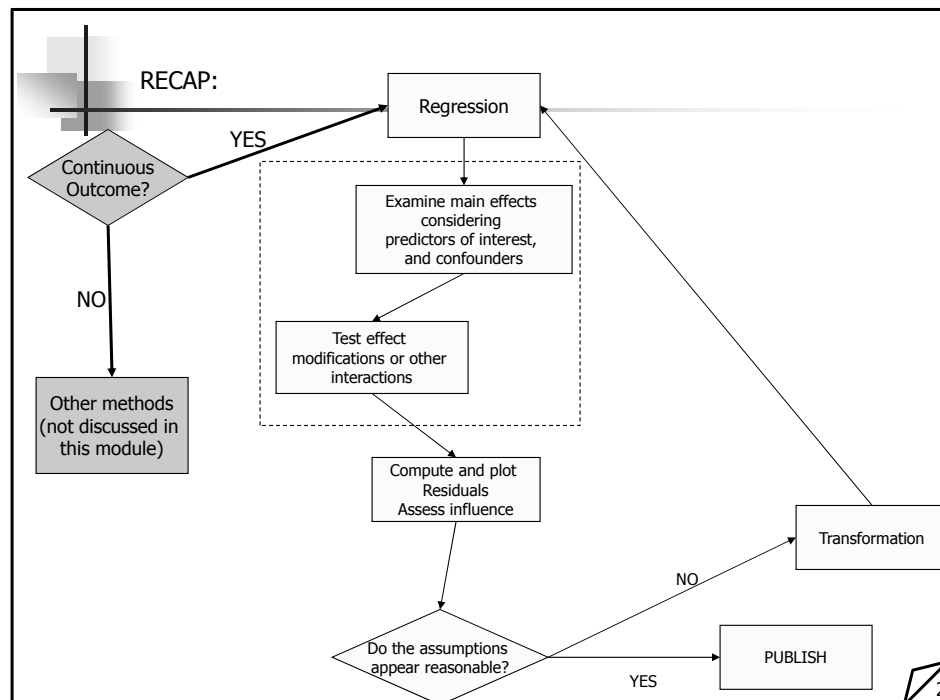 RECAP:
Regression
YES
Continuous
Outcome?
Examine main effects
considering
predictors of interest,
and confounders
NO
Test effect
modifications or other
interactions
Other methods
(not discussed in
this module)
Compute and plot
Residuals
Assess influence
Transformation
NO
Do the assumptions
appear reasonable?
PUBLISH
YES